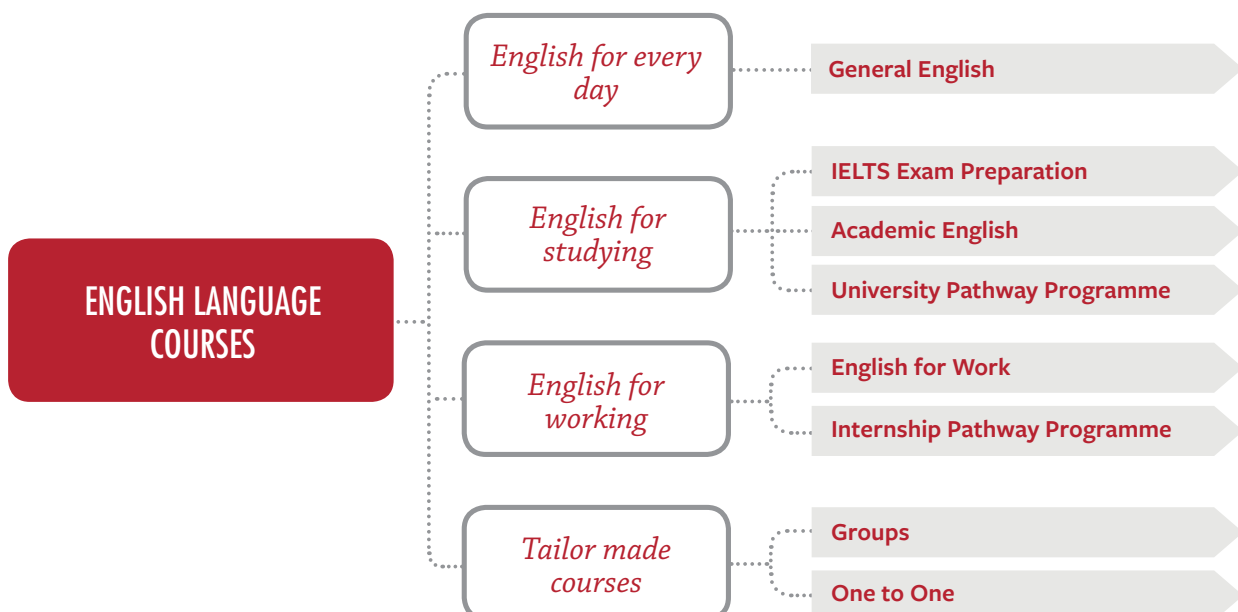 English for every
day
General English
IELTS Exam Preparation
English for
studying
Academic English
University Pathway Programme
ENGLISH LANGUAGE
COURSES
English for
working
English for Work
Internship Pathway Programme
Tailor made
courses
Groups
One to One